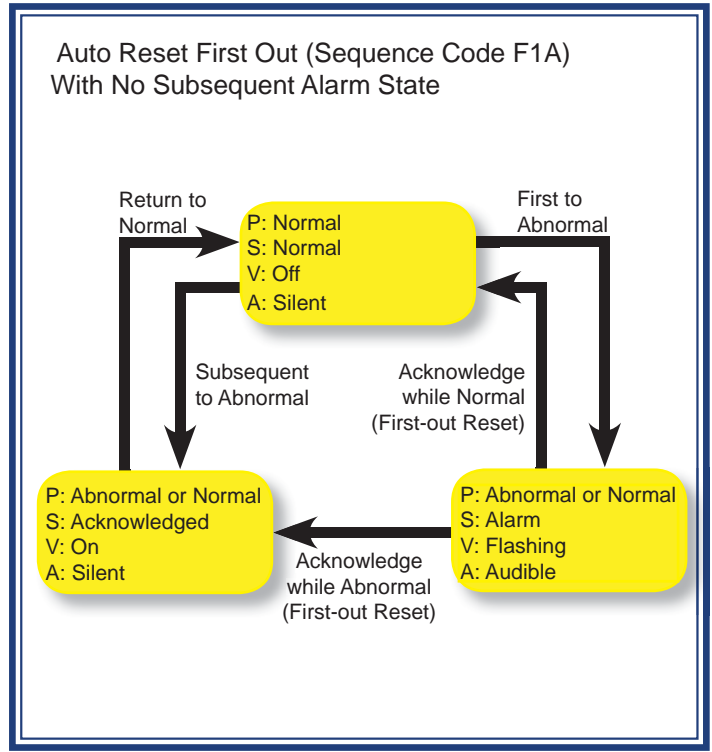 Auto Reset First Out (Sequence Code F1A)
With No Subsequent Alarm State
Return to
Normal
First to
Abnormal
P: Normal
S: Normal
V: Off
A: Silent
Subsequent
to Abnormal
Acknowledge
while Normal
(First-out Reset)
P: Abnormal or Normal
S: Acknowledged
V: On
A: Silent
Acknowledge
while Abnormal
(First-out Reset)
P: Abnormal or Normal
S: Alarm
V: Flashing
A: Audible